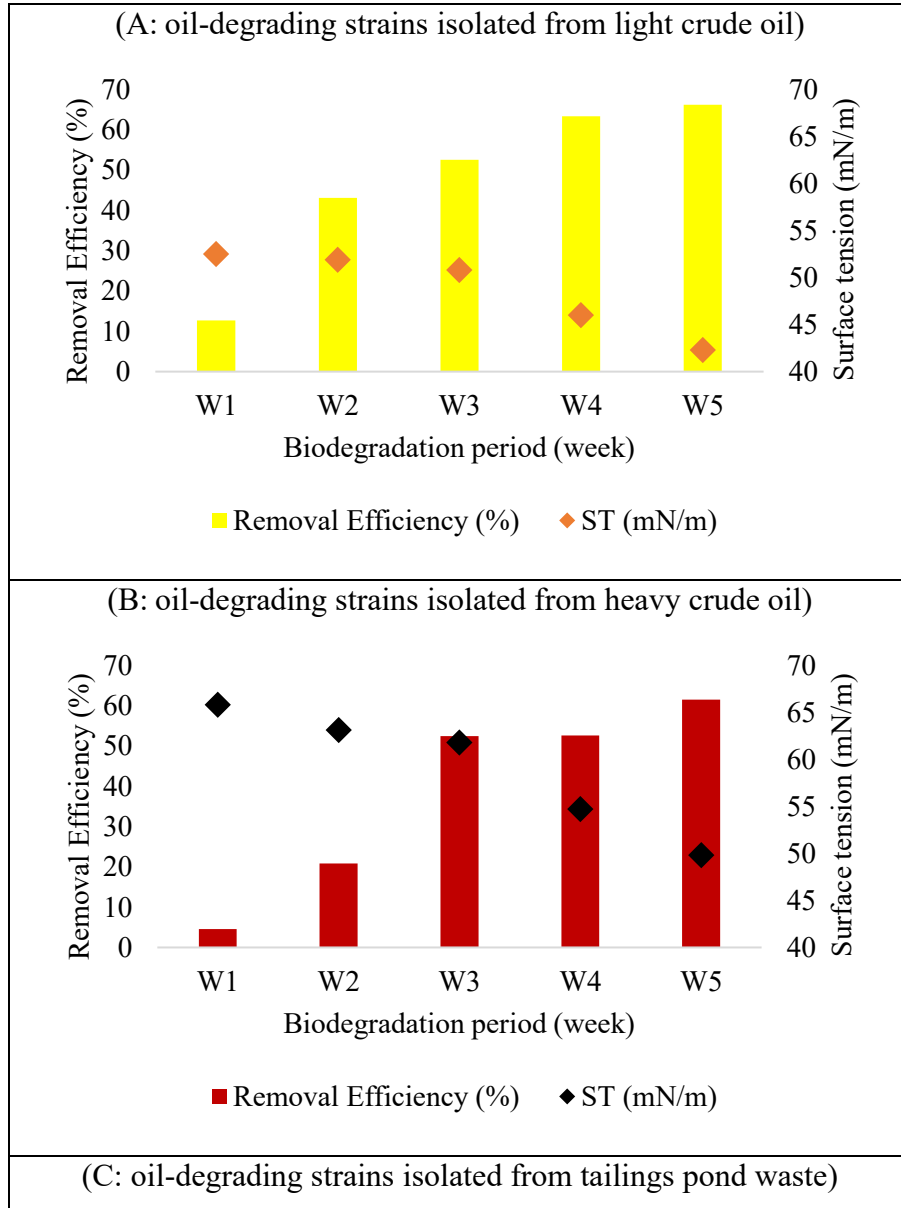 (A: oil-degrading strains isolated from light crude oil)
Removal Efficiency (%)
70
60
50
40
30
20
10
0
70
65
60
55
50
45
40
Surface tension (mN/m)
W1 W2 W3 W4 W5
Biodegradation period (week)
Removal Efficiency (%) ST (mN/m)
(B: oil-degrading strains isolated from heavy crude oil)
Removal Efficiency (%)
70
60
50
40
30
20
10
0
70
65
60
55
50
45
40
Surface tension (mN/m)
W1 W2 W3 W4 W5
Biodegradation period (week)
Removal Efficiency (%) ST (mN/m)
(C: oil-degrading strains isolated from tailings pond waste)